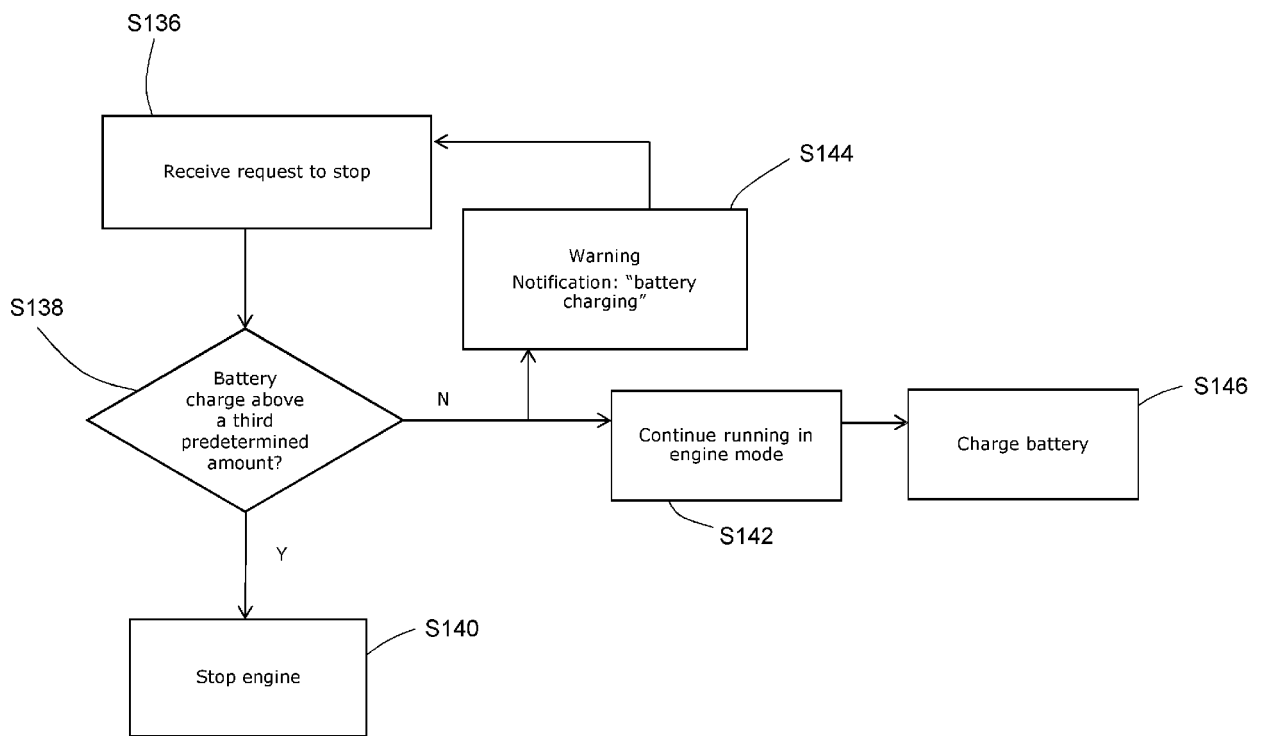 S136
Receive request to stop
S144
Warning
Notification: “battery
charging”
S138
Battery
charge above
a third
predetermined
amount?
N
Continue running in
engine mode
S142
S146
Charge battery
Y
S140
Stop engine